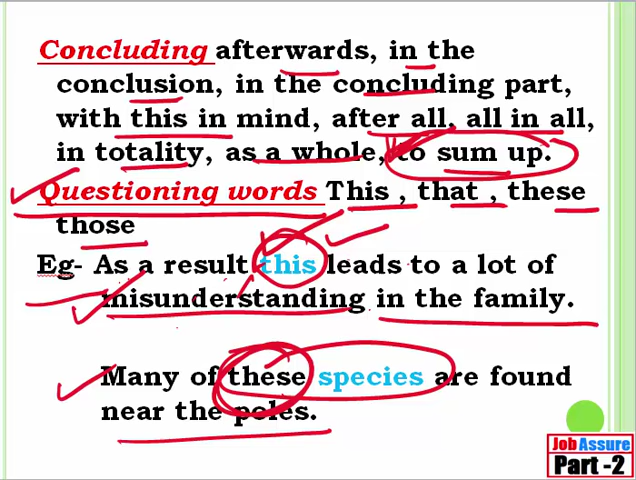 Concluding afterwards, in the
conclusion, in the concluding part,
with this in mind, after all, all in all,
in totality, as a whole, to sum up.
Questioning words This , that , these
those
Eg- As a result this leads to a lot of
misunderstanding in the family.
Many of these species are found
near the poles.
JobAssure
Part -2